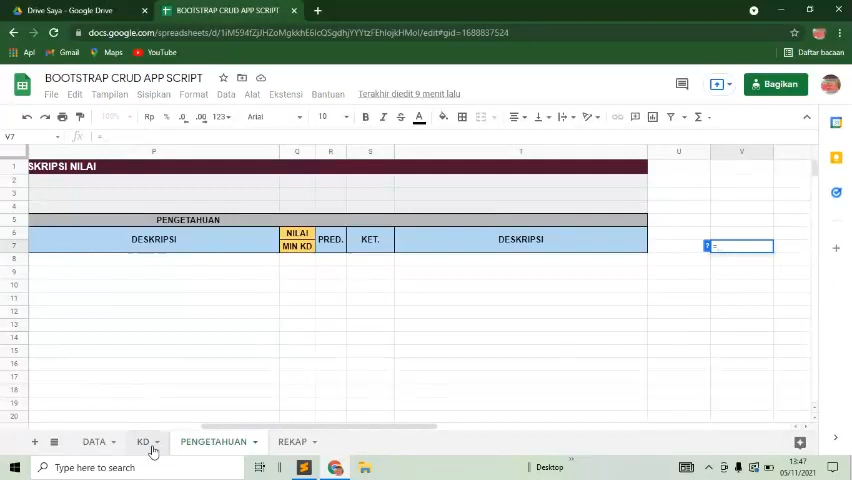 Drive Saya - Google Drive
BOOTSTRAP CRUD APP SCRIPT
docs.google.com/spreadsheets/d/1iM594fZjJHZoMgkkhE6lcQSgdhjYYYtzFEhlojkHMoI/edit#gid=1688837524
Apl
Gmail
Maps
YouTube
Daftar bacaan
BOOTSTRAP CRUD APP SCRIPT
File Edit Tampilan Sisipkan Format Data Alat Ekstensi Bantuan Terakhir diedit 9 menit lalu
Bagikan
100% Rp % .0 .00 123 Arial 10 B I S A
V7 =
P Q R S T U V
1 SKRIPSI NILAI
2
3
4
5 PENGETAHUAN
6 DESKRIPSI NILAI PRED. KET. DESKRIPSI
7 MIN KD ? =
8
9
10
11
12
13
14
15
16
17
18
19
20
DATA KD PENGETAHUAN REKAP
Type here to search
Desktop
13:47
05/11/2021